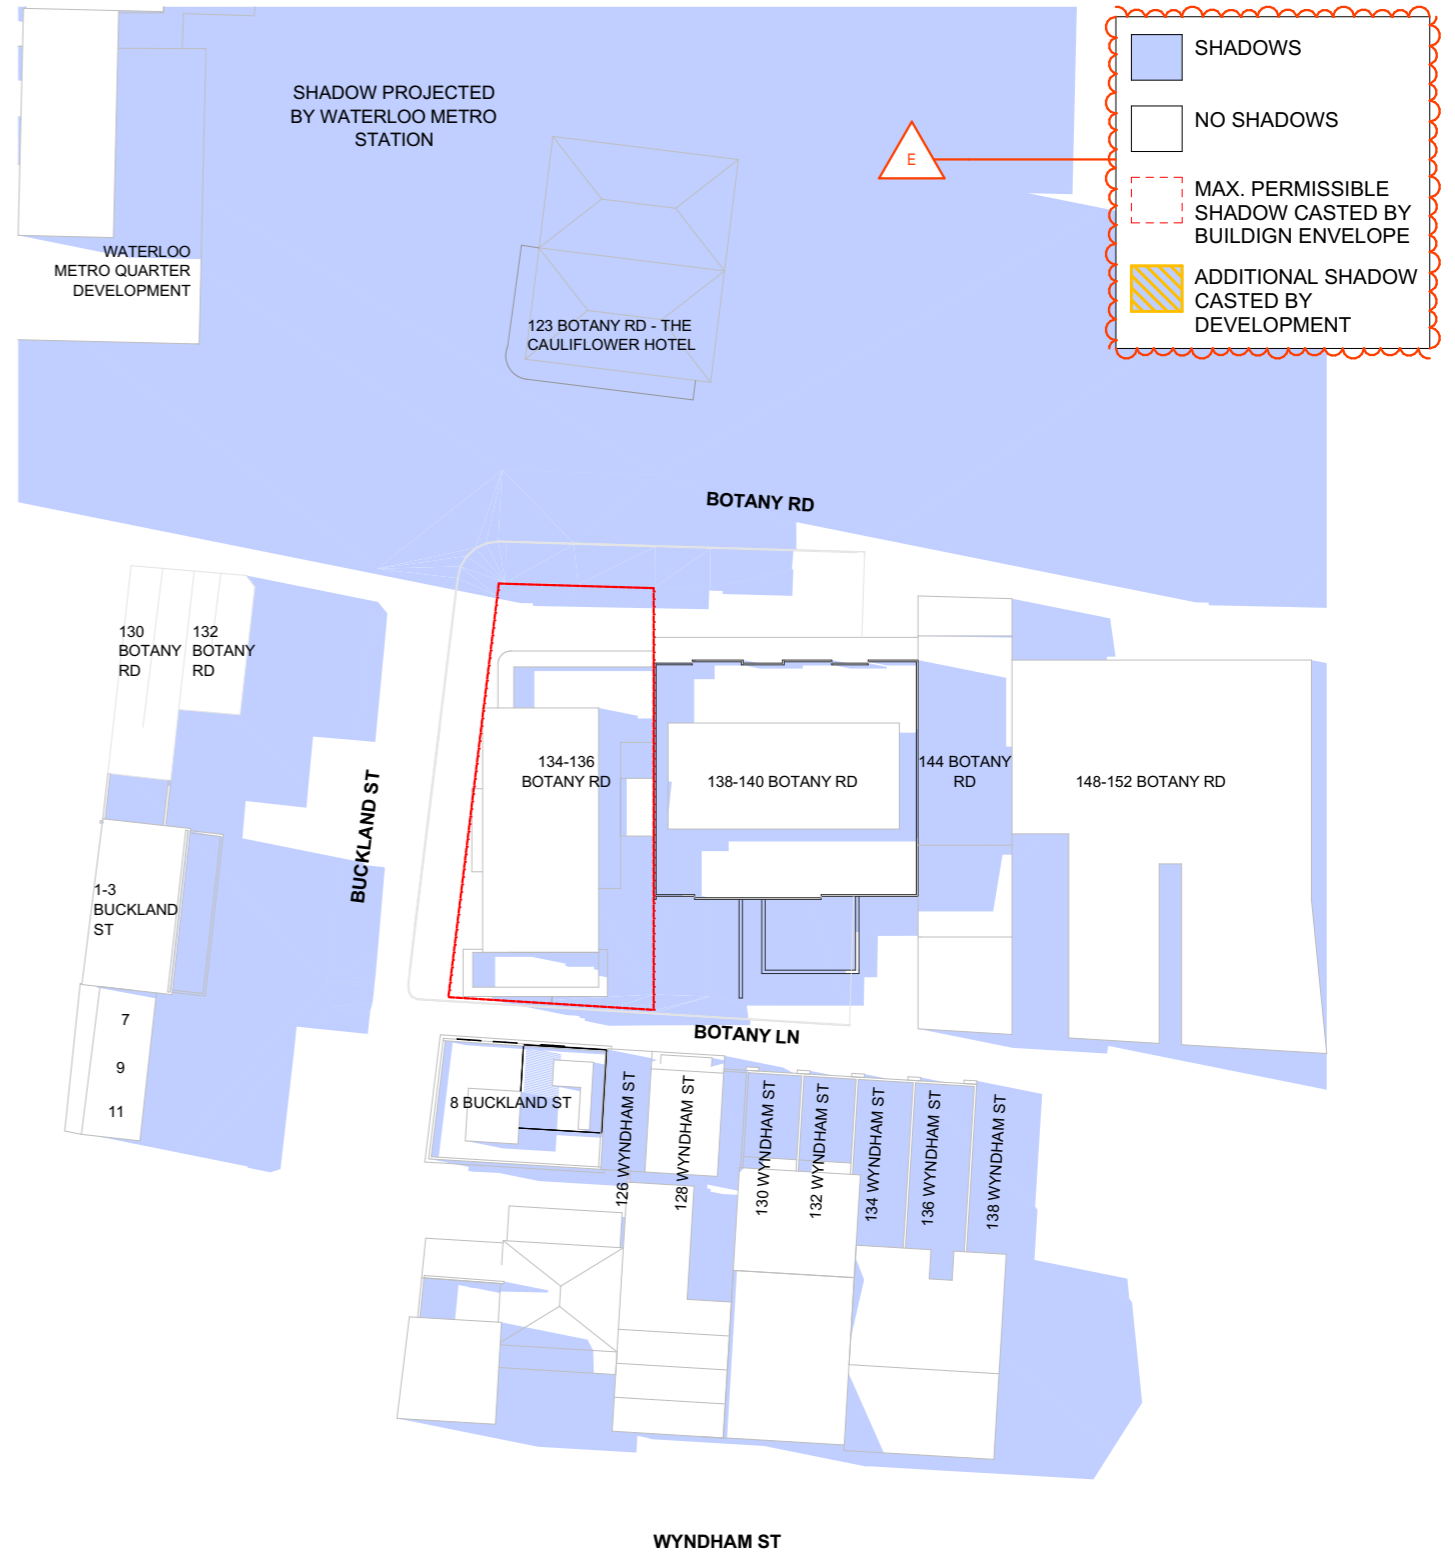 SHADOWS
NO SHADOWS
MAX. PERMISSIBLE
SHADOW CASTED BY
BUILDIGN ENVELOPE
ADDITIONAL SHADOW
CASTED BY
DEVELOPMENT
E
SHADOW PROJECTED
BY WATERLOO METRO
STATION
WATERLOO
METRO QUARTER
DEVELOPMENT
123 BOTANY RD - THE
CAULIFLOWER HOTEL
BOTANY RD
130
BOTANY
RD
132
BOTANY
RD
BUCKLAND ST
134-136
BOTANY RD
138-140 BOTANY RD
144 BOTANY
RD
148-152 BOTANY RD
1-3
BUCKLAND
ST
7
9
11
BOTANY LN
8 BUCKLAND ST
126 WYNDHAM ST
128 WYNDHAM ST
130 WYNDHAM ST
132 WYNDHAM ST
134 WYNDHAM ST
136 WYNDHAM ST
138 WYNDHAM ST
WYNDHAM ST